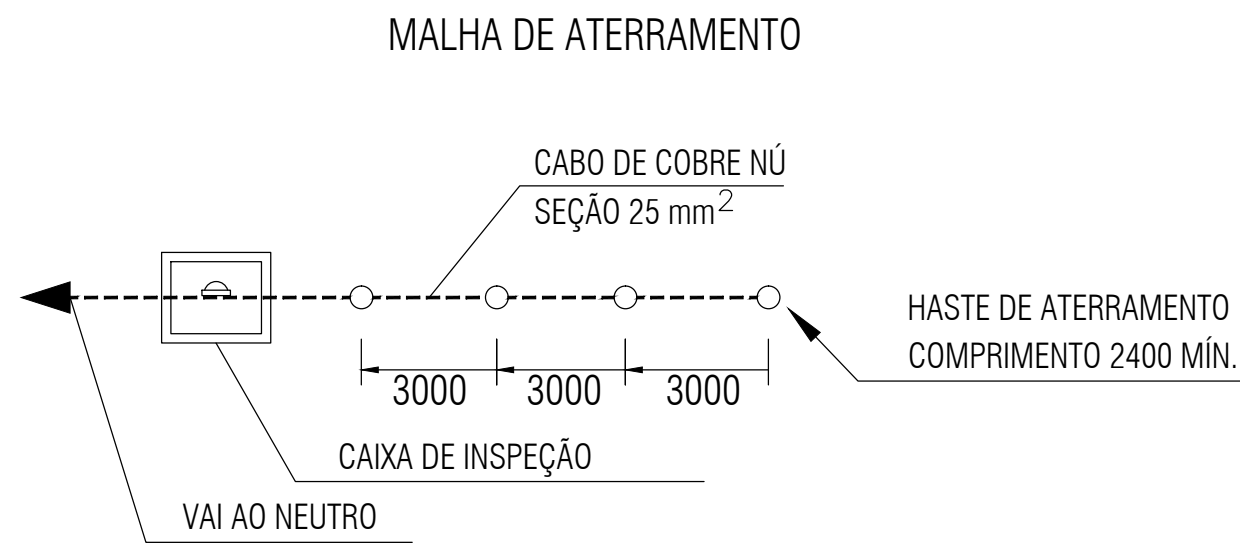 MALHA DE ATERRAMENTO
CABO DE COBRE NÚ
SEÇÃO 25 mm²
HASTE DE ATERRAMENTO
COMPRIMENTO 2400 MÍN.
3000 3000 3000
CAIXA DE INSPEÇÃO
VAI AO NEUTRO